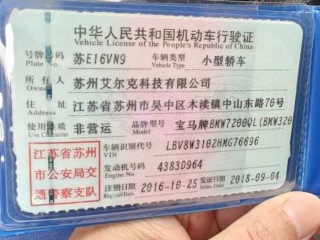 中华人民共和国机动车行驶证
Vehicle License of the People's Republic of China
号牌号码 苏E16VN9 车辆类型 小型轿车
Plate No. Vehicle Type
所有人 苏州艾尔克科技有限公司
Owner
住址 江苏省苏州市吴中区木渎镇中山东路70号
Address
使用性质 非营运 品牌型号 宝马牌BMW7200QL(BMW320
Use Character Model
江苏省苏州
市公安局交
通警察支队
车辆识别代号 LBV8W3102HMG76696
VIN
发动机号码 43830964
Engine No.
注册日期 2016-10-25 发证日期 2018-09-04
Register Date Issue Date